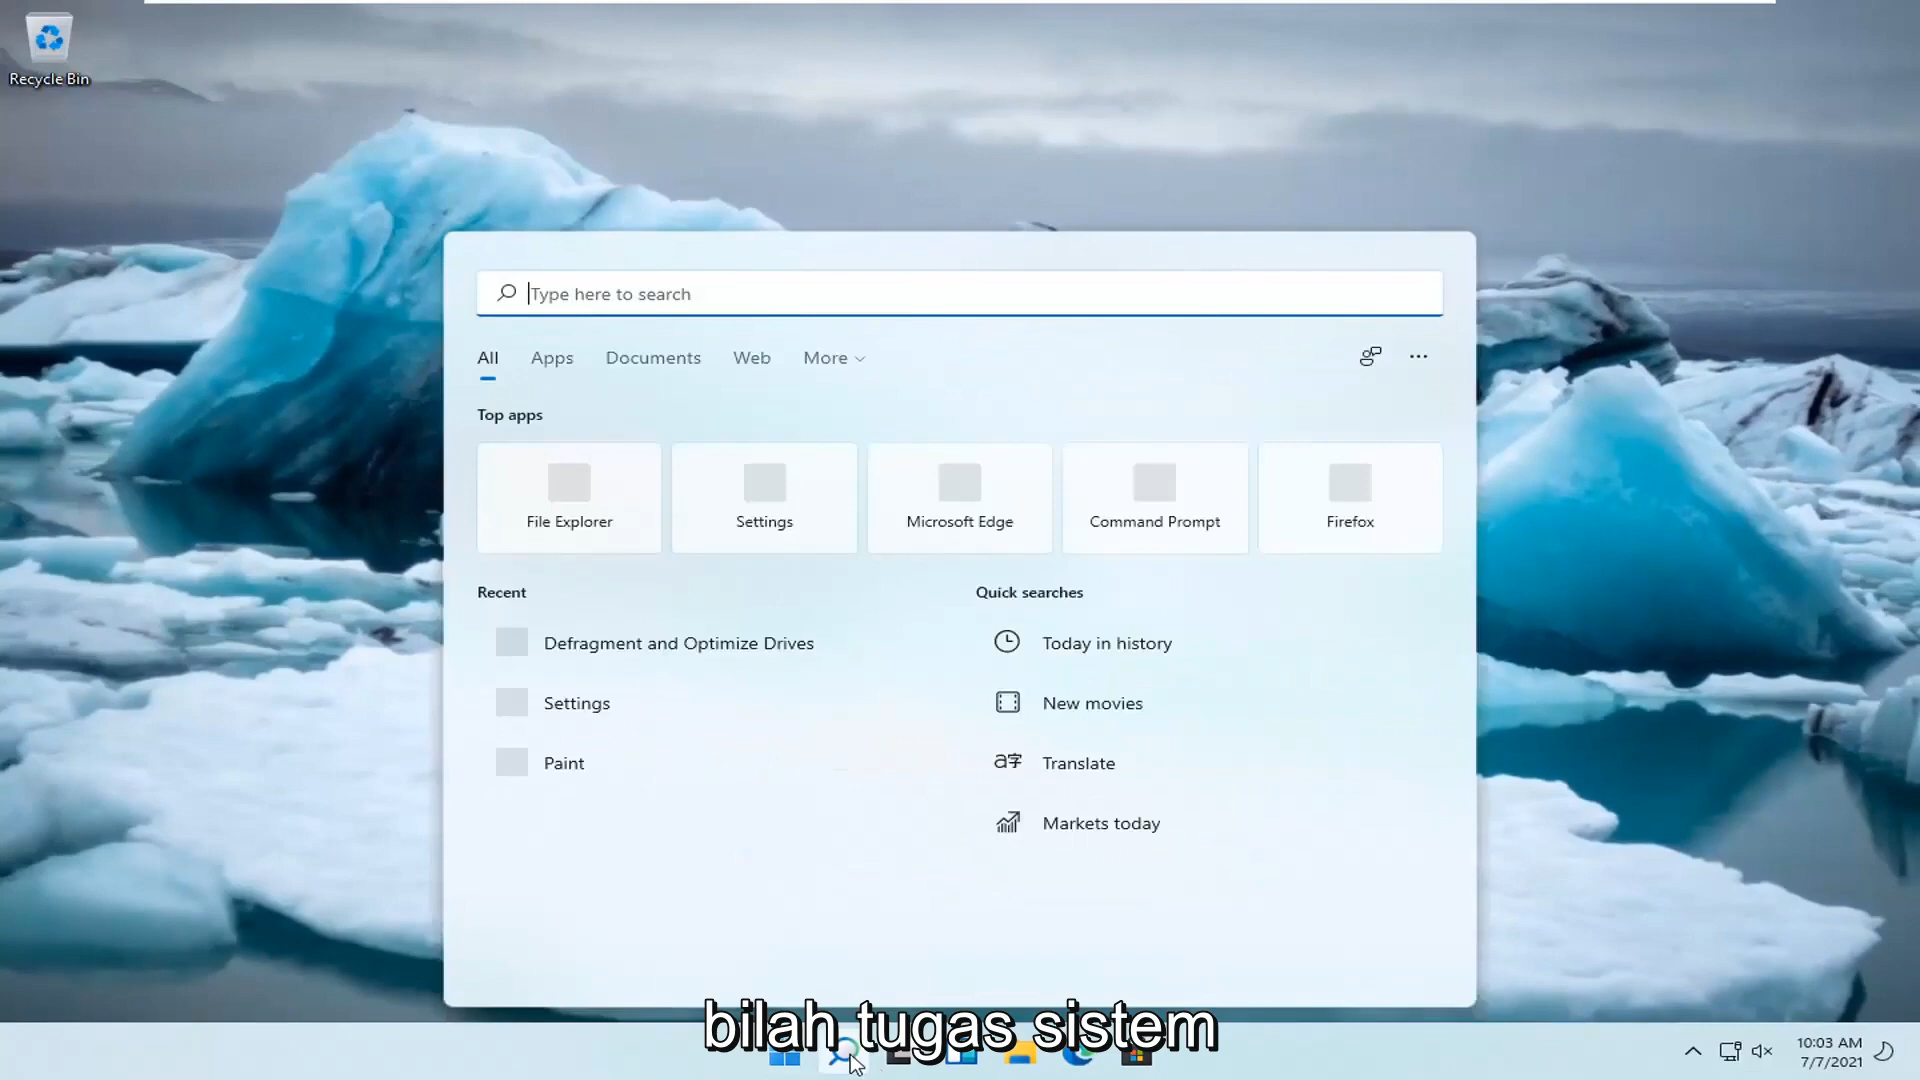 Recycle Bin
Type here to search
All Apps Documents Web More
Top apps
File Explorer
Settings
Microsoft Edge
Command Prompt
Firefox
Recent
Defragment and Optimize Drives
Settings
Paint
Quick searches
Today in history
New movies
Translate
Markets today
bilah tugas sistem
10:03 AM
7/7/2021